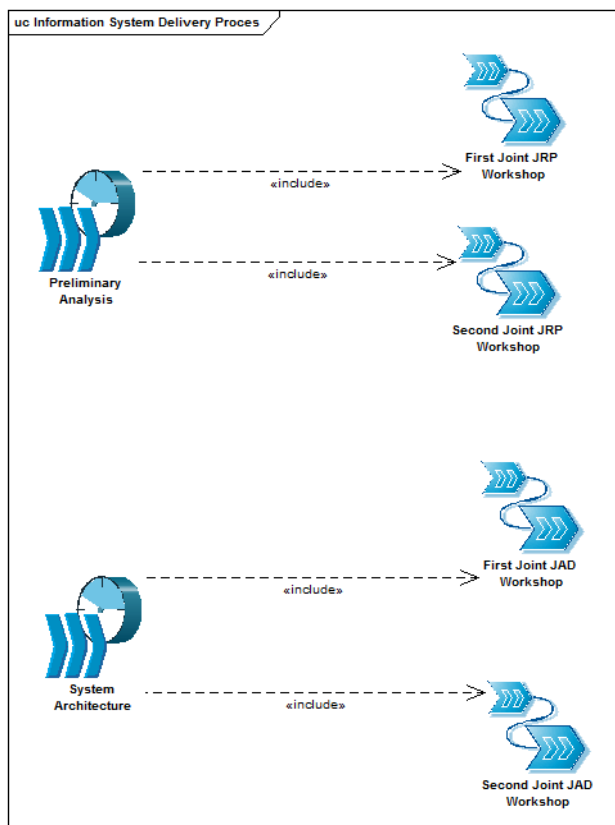 uc Information System Delivery Proces
First Joint JRP
Workshop
«include»
Preliminary
Analysis
«include»
Second Joint JRP
Workshop
First Joint JAD
Workshop
«include»
System
Architecture
«include»
Second Joint JAD
Workshop